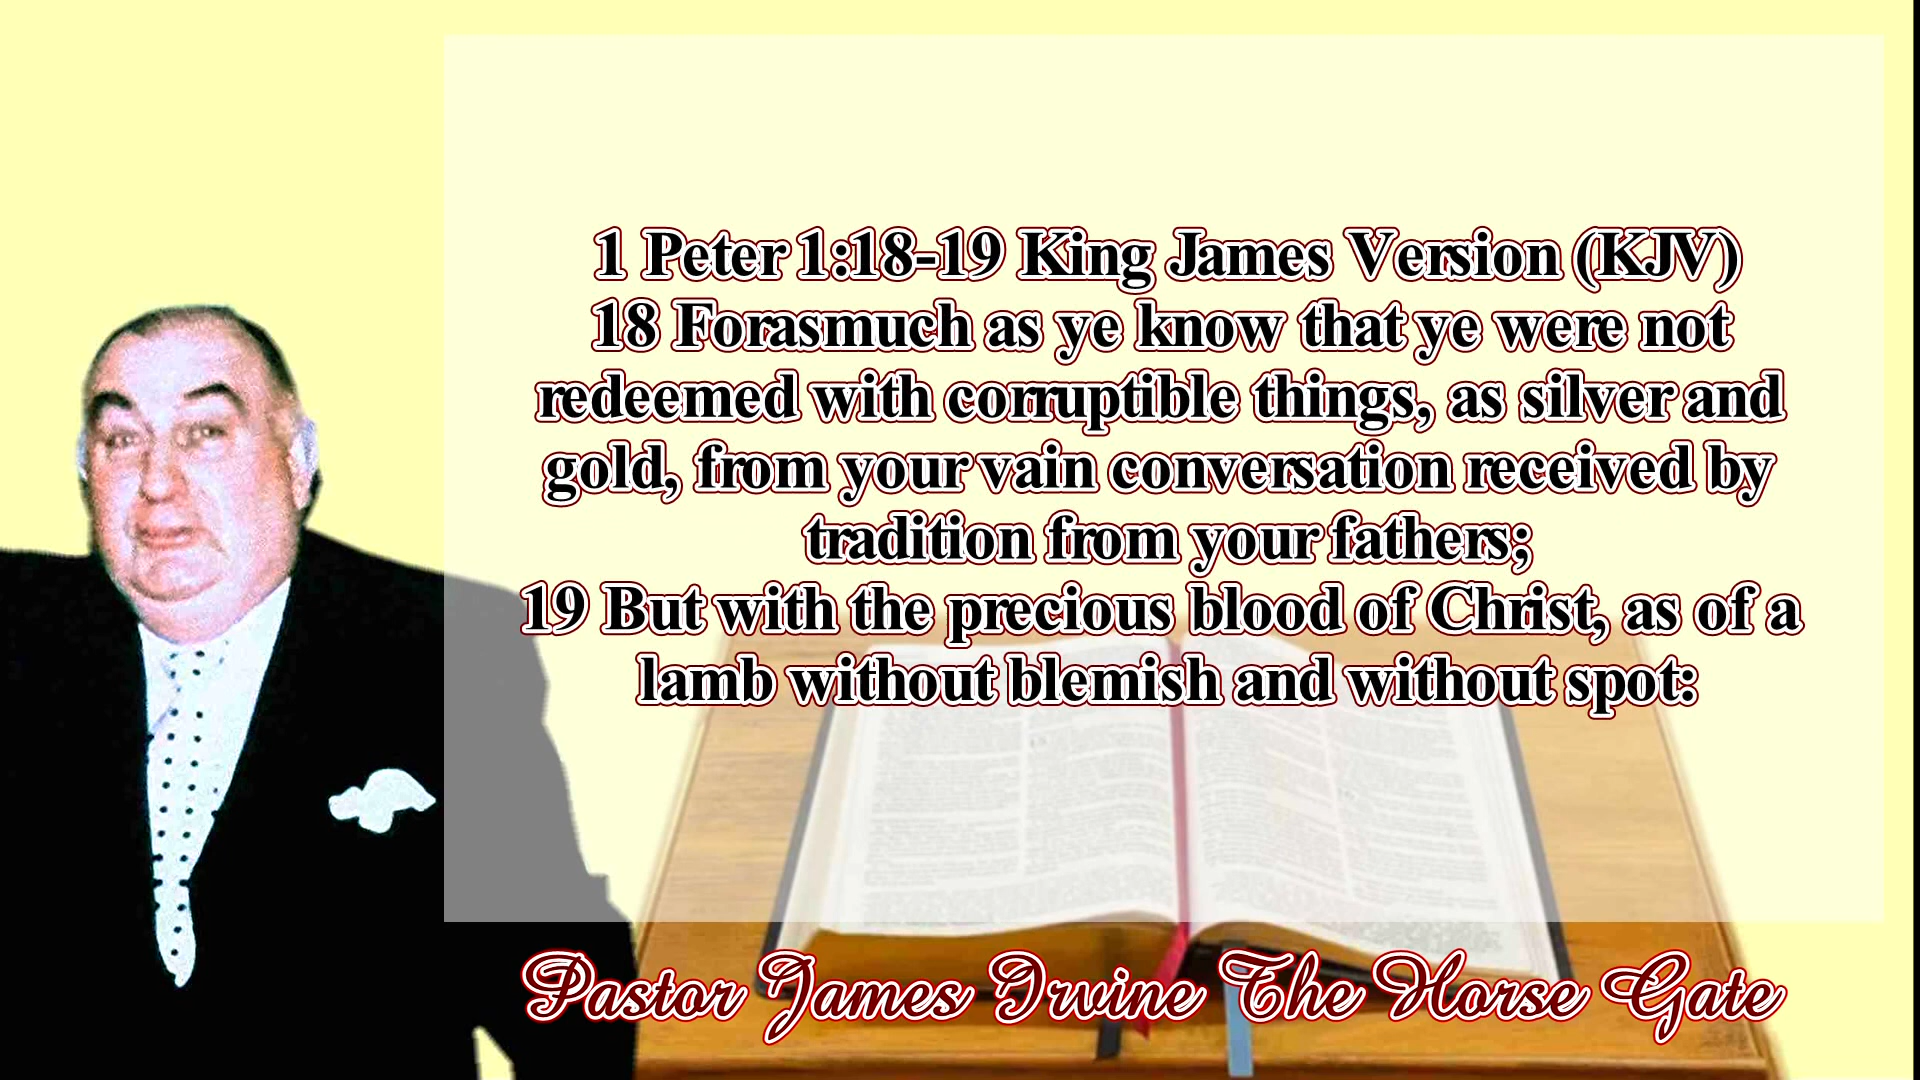 1 Peter 1:18-19 King James Version (KJV)
18 Forasmuch as ye know that ye were not
redeemed with corruptible things, as silver and
gold, from your vain conversation received by
tradition from your fathers;
19 But with the precious blood of Christ, as of a
lamb without blemish and without spot:
Pastor James Irvine The Horse Gate